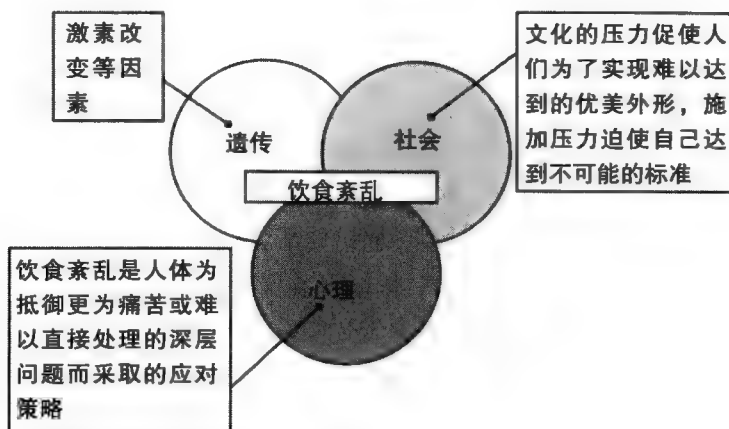 激素改
变等因
素
文化的压力促使人
们为了实现难以达
到的优美外形，施
加压力迫使自己达
到不可能的标准
遗传
社会
饮食紊乱
心理
饮食紊乱是人体为
抵御更为痛苦或难
以直接处理的深层
问题而采取的应对
策略